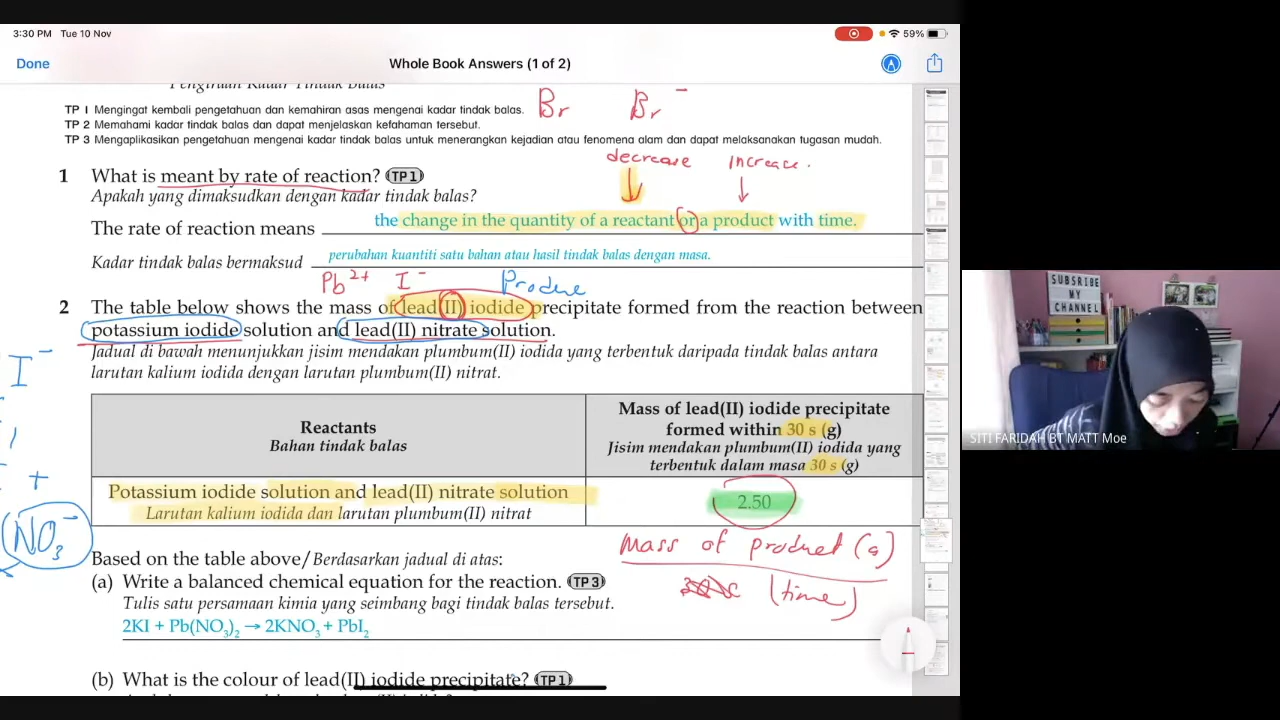 3:30 PM Tue 10 Nov
59%
Done
Whole Book Answers (1 of 2)
Pengiraan Kadar Tindak Balas
TP 1 Mengingat kembali pengetahuan dan kemahiran asas mengenai kadar tindak balas.
Br Br⁻
TP 2 Memahami kadar tindak balas dan dapat menjelaskan kefahaman tersebut.
TP 3 Mengaplikasikan pengetahuan mengenai kadar tindak balas untuk menerangkan kejadian atau fenomena alam dan dapat melaksanakan tugasan mudah.
decrease increase.
1 What is meant by rate of reaction? TP 1
Apakah yang dimaksudkan dengan kadar tindak balas?
The rate of reaction means the change in the quantity of a reactant or a product with time.
Kadar tindak balas bermaksud perubahan kuantiti satu bahan atau hasil tindak balas dengan masa.
Pb²⁺ I⁻
2 The table below shows the mass of lead(II) iodide precipitate formed from the reaction between
potassium iodide solution and lead(II) nitrate solution.
Jadual di bawah menunjukkan jisim mendakan plumbum(II) iodida yang terbentuk daripada tindak balas antara
larutan kalium iodida dengan larutan plumbum(II) nitrat.
I⁻
+
NO₃⁻
Reactants
Bahan tindak balas
Mass of lead(II) iodide precipitate
formed within 30 s (g)
Jisim mendakan plumbum(II) iodida yang
terbentuk dalam masa 30 s (g)
Potassium iodide solution and lead(II) nitrate solution
Larutan kalium iodida dan larutan plumbum(II) nitrat
2.50
Mass of product (g)
(time)
Based on the table above/Berdasarkan jadual di atas:
(a) Write a balanced chemical equation for the reaction. TP 3
Tulis satu persamaan kimia yang seimbang bagi tindak balas tersebut.
2KI + Pb(NO₃)₂ → 2KNO₃ + PbI₂
(b) What is the colour of lead(II) iodide precipitate? TP 1
SUBSCRIBE
MY
CHANNEL
SITI FARIDAH BT MATT Moe